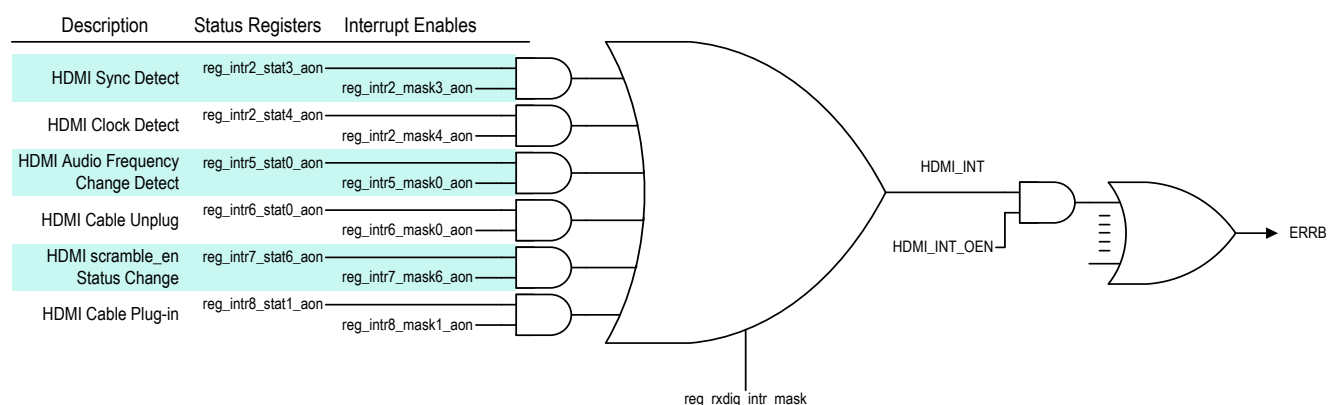 Description Status Registers Interrupt Enables
HDMI Sync Detect reg_intr2_stat3_aon
reg_intr2_mask3_aon
HDMI Clock Detect reg_intr2_stat4_aon
reg_intr2_mask4_aon
HDMI Audio Frequency reg_intr5_stat0_aon
Change Detect reg_intr5_mask0_aon
HDMI_INT
HDMI Cable Unplug reg_intr6_stat0_aon
reg_intr6_mask0_aon
ERRB
HDMI_INT_OEN
HDMI scramble_en reg_intr7_stat6_aon
Status Change reg_intr7_mask6_aon
HDMI Cable Plug-in reg_intr8_stat1_aon
reg_intr8_mask1_aon
reg_rxdig_intr_mask